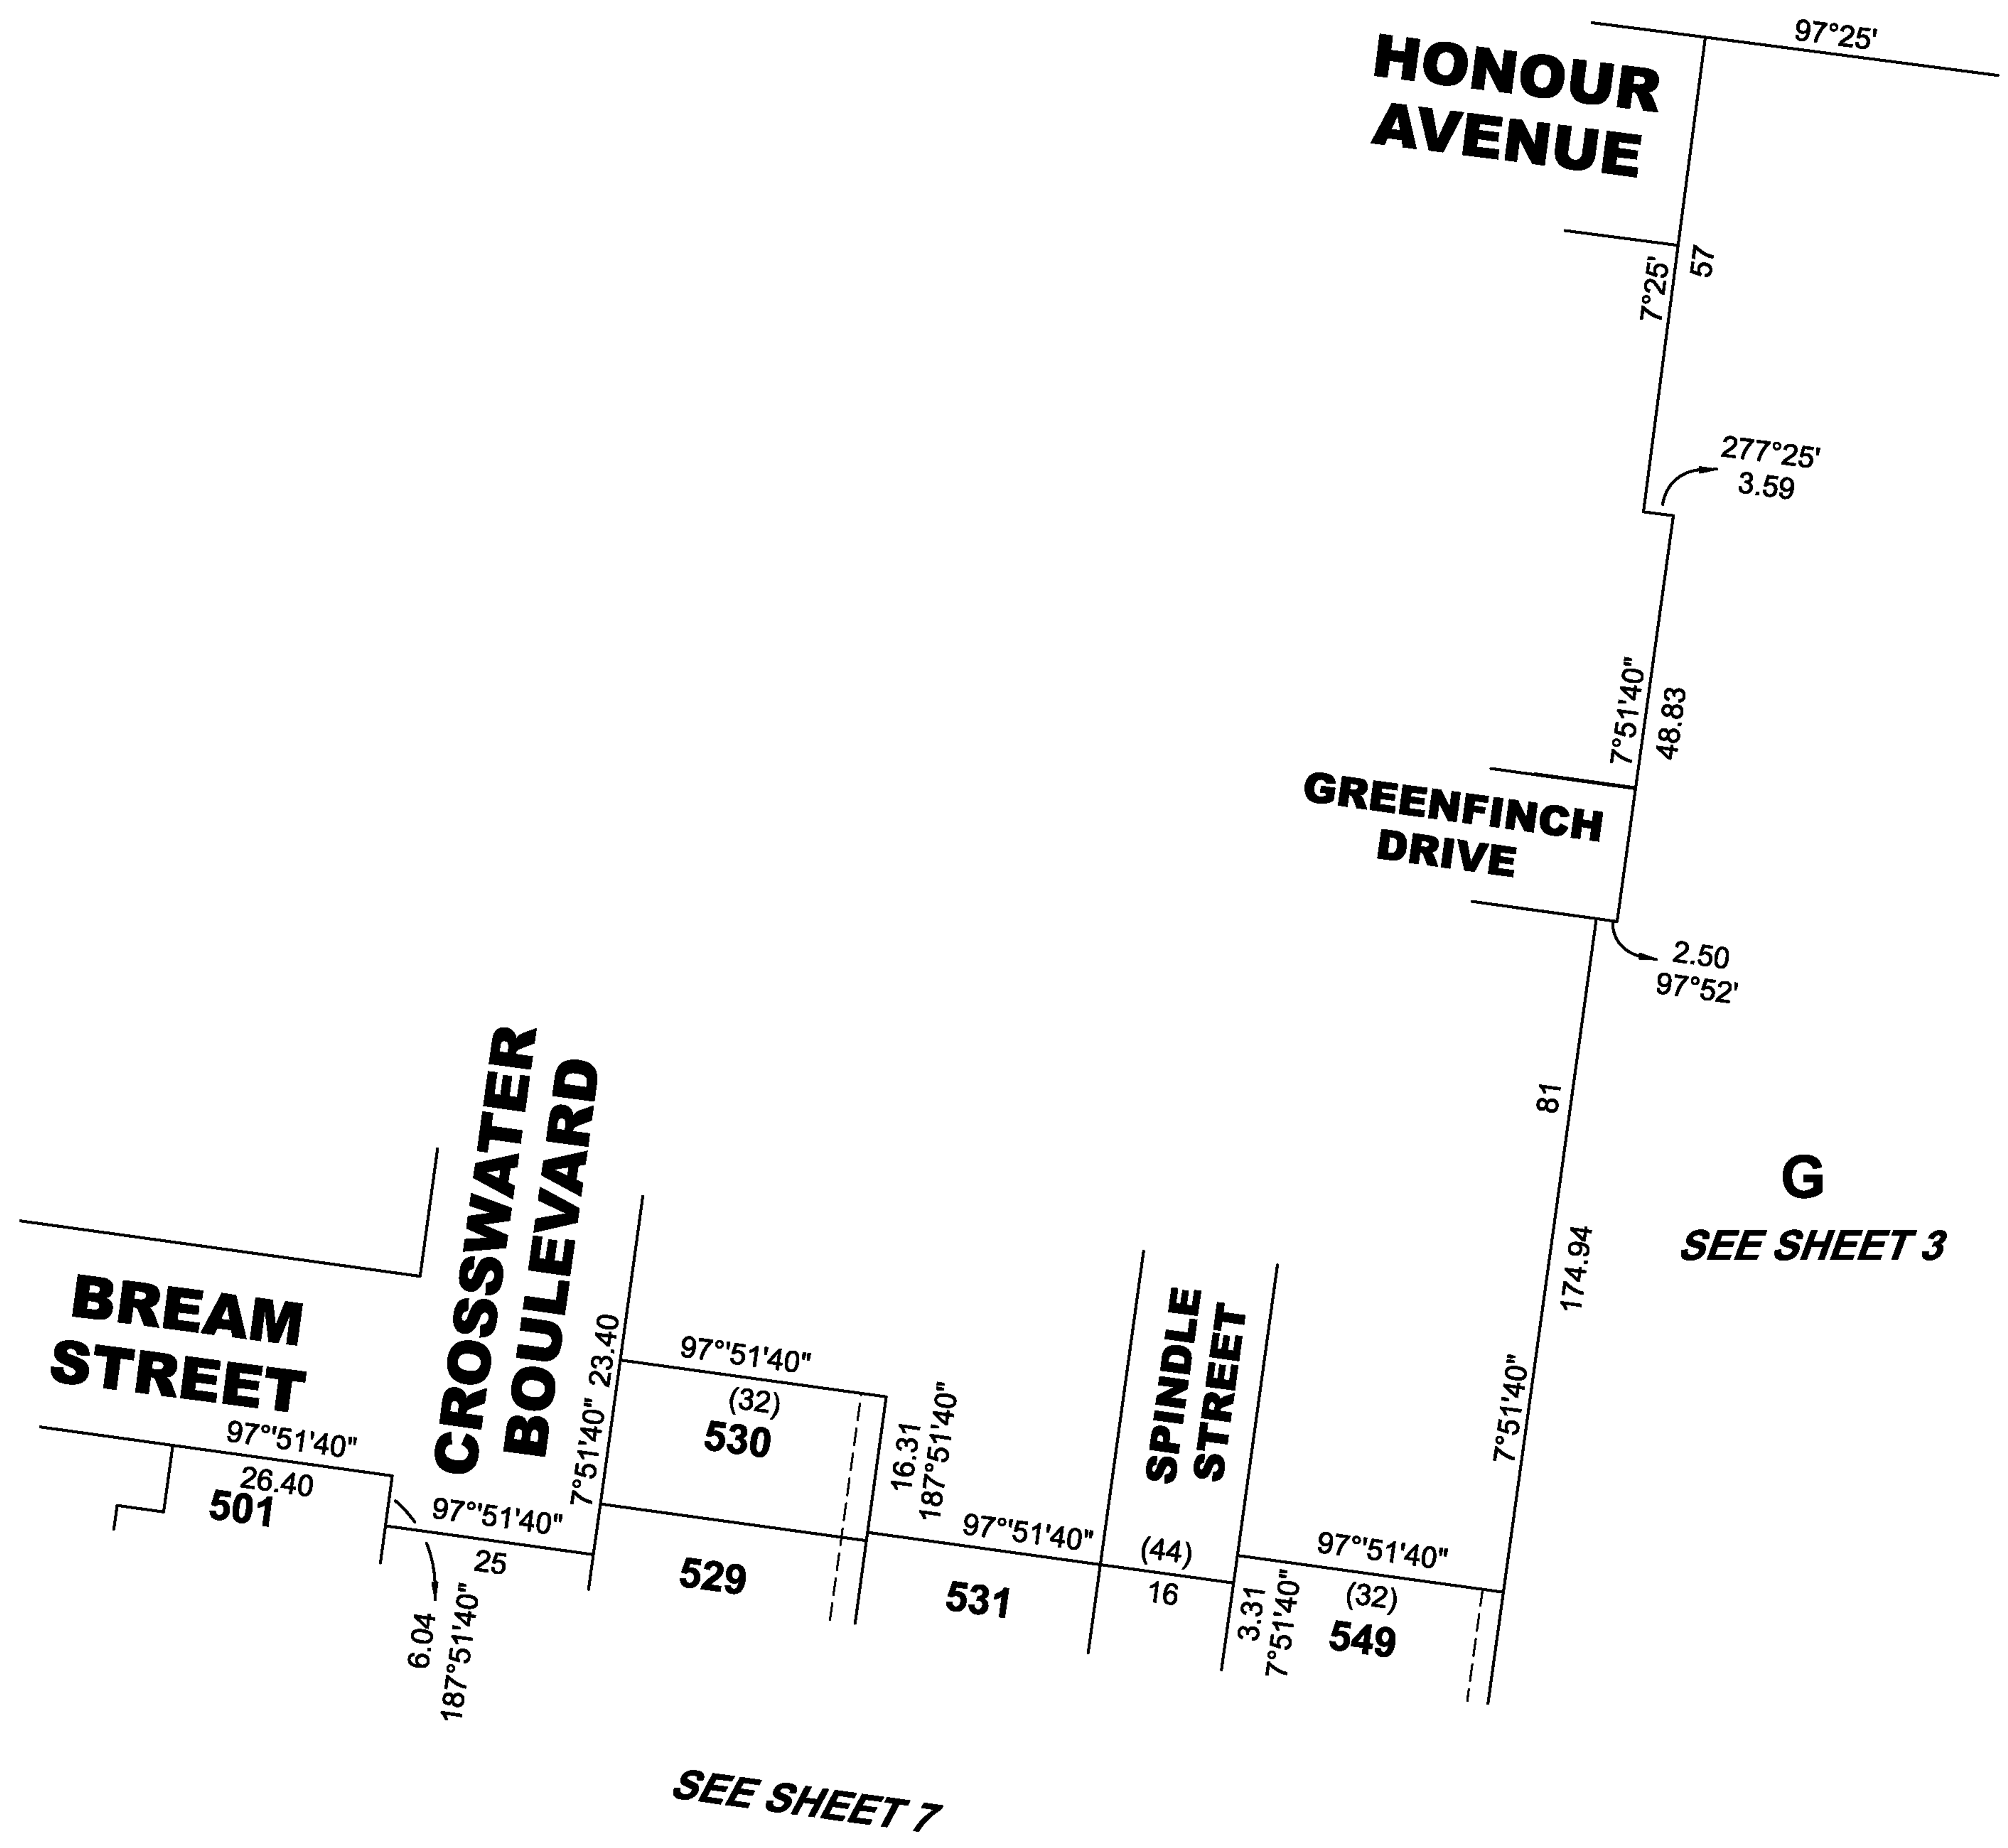 97°25'
HONOUR
AVENUE
57
7°25'
277°25'
3.59
7°51'40"
48.83
GREENFINCH
DRIVE
2.50
97°52'
81
G
SEE SHEET 3
174.94
7°51'40"
CROSSWATER
BOULEVARD
BREAM
STREET
97°'51'40"
26.40
501
97°'51'40"
25
6.04
187°51'40"
7°51'40" 23.40
97°'51'40"
(32)
530
16.31
187°51'40"
529
97°'51'40"
531
SPINDLE
STREET
(44)
16
3.31
7°51'40"
97°'51'40"
(32)
549
SEE SHEET 7